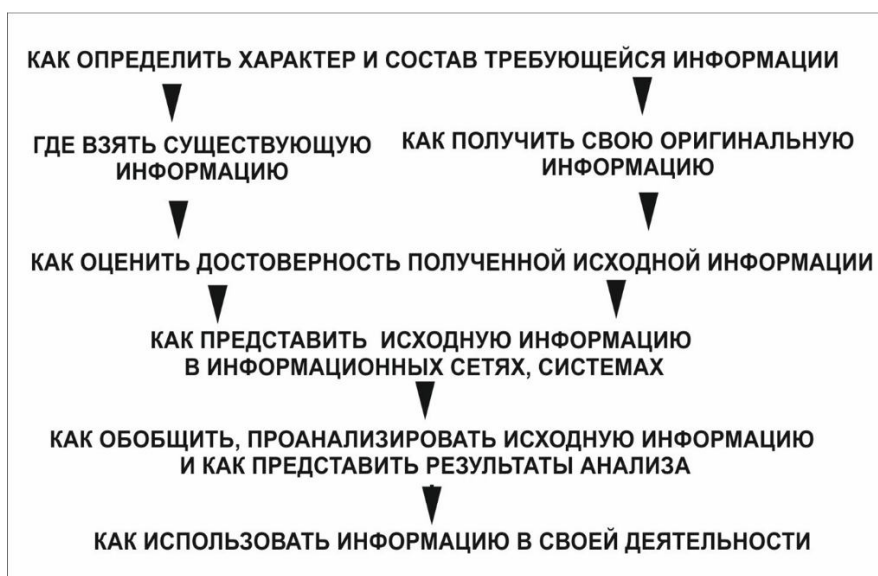 КАК ОПРЕДЕЛИТЬ ХАРАКТЕР И СОСТАВ ТРЕБУЮЩЕЙСЯ ИНФОРМАЦИИ
ГДЕ ВЗЯТЬ СУЩЕСТВУЮЩУЮ
ИНФОРМАЦИЮ
КАК ПОЛУЧИТЬ СВОЮ ОРИГИНАЛЬНУЮ
ИНФОРМАЦИЮ
КАК ОЦЕНИТЬ ДОСТОВЕРНОСТЬ ПОЛУЧЕННОЙ ИСХОДНОЙ ИНФОРМАЦИИ
КАК ПРЕДСТАВИТЬ ИСХОДНУЮ ИНФОРМАЦИЮ
В ИНФОРМАЦИОННЫХ СЕТЯХ, СИСТЕМАХ
КАК ОБОБЩИТЬ, ПРОАНАЛИЗИРОВАТЬ ИСХОДНУЮ ИНФОРМАЦИЮ
И КАК ПРЕДСТАВИТЬ РЕЗУЛЬТАТЫ АНАЛИЗА
КАК ИСПОЛЬЗОВАТЬ ИНФОРМАЦИЮ В СВОЕЙ ДЕЯТЕЛЬНОСТИ